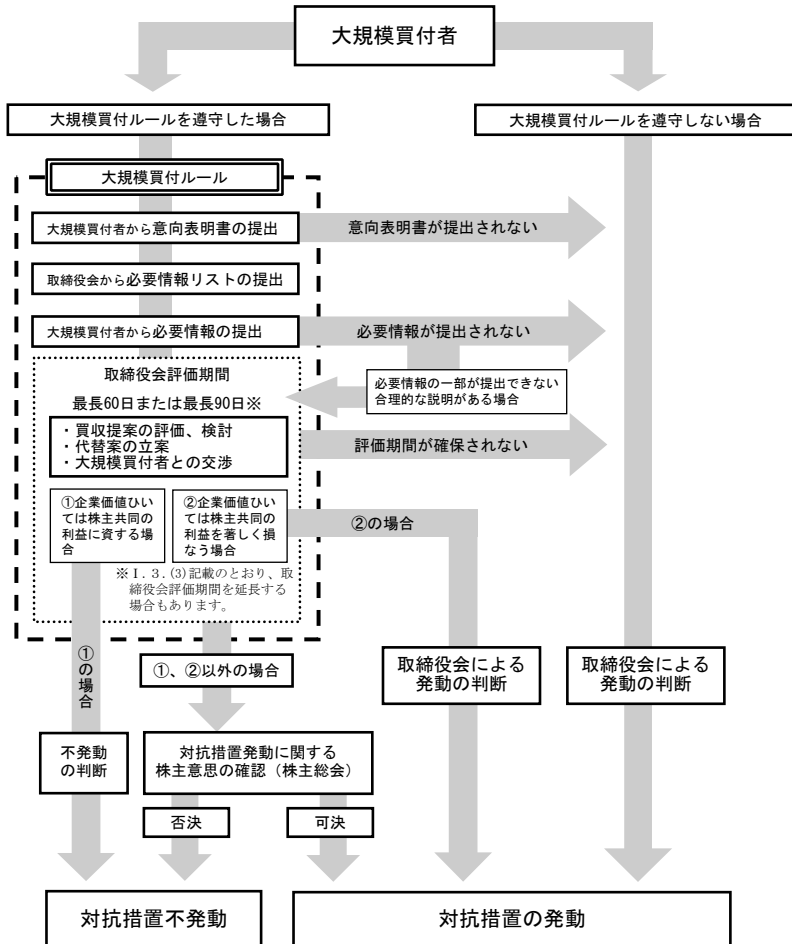 大規模買付者
大規模買付ルールを遵守した場合
大規模買付ルールを遵守しない場合
大規模買付ルール
大規模買付者から意向表明書の提出
意向表明書が提出されない
取締役会から必要情報リストの提出
大規模買付者から必要情報の提出
必要情報が提出されない
取締役会評価期間
最長60日または最長90日※
必要情報の一部が提出できない
合理的な説明がある場合
・買収提案の評価、検討
・代替案の立案
・大規模買付者との交渉
評価期間が確保されない
①企業価値ひい
ては株主共同の
利益に資する場
合
②企業価値ひい
ては株主共同の
利益を著しく損
なう場合
②の場合
※Ⅰ．３．(3)記載のとおり、取
締役会評価期間を延長する
場合もあります。
①の場合
①、②以外の場合
取締役会による
発動の判断
取締役会による
発動の判断
不発動
の判断
対抗措置発動に関する
株主意思の確認（株主総会）
否決
可決
対抗措置不発動
対抗措置の発動